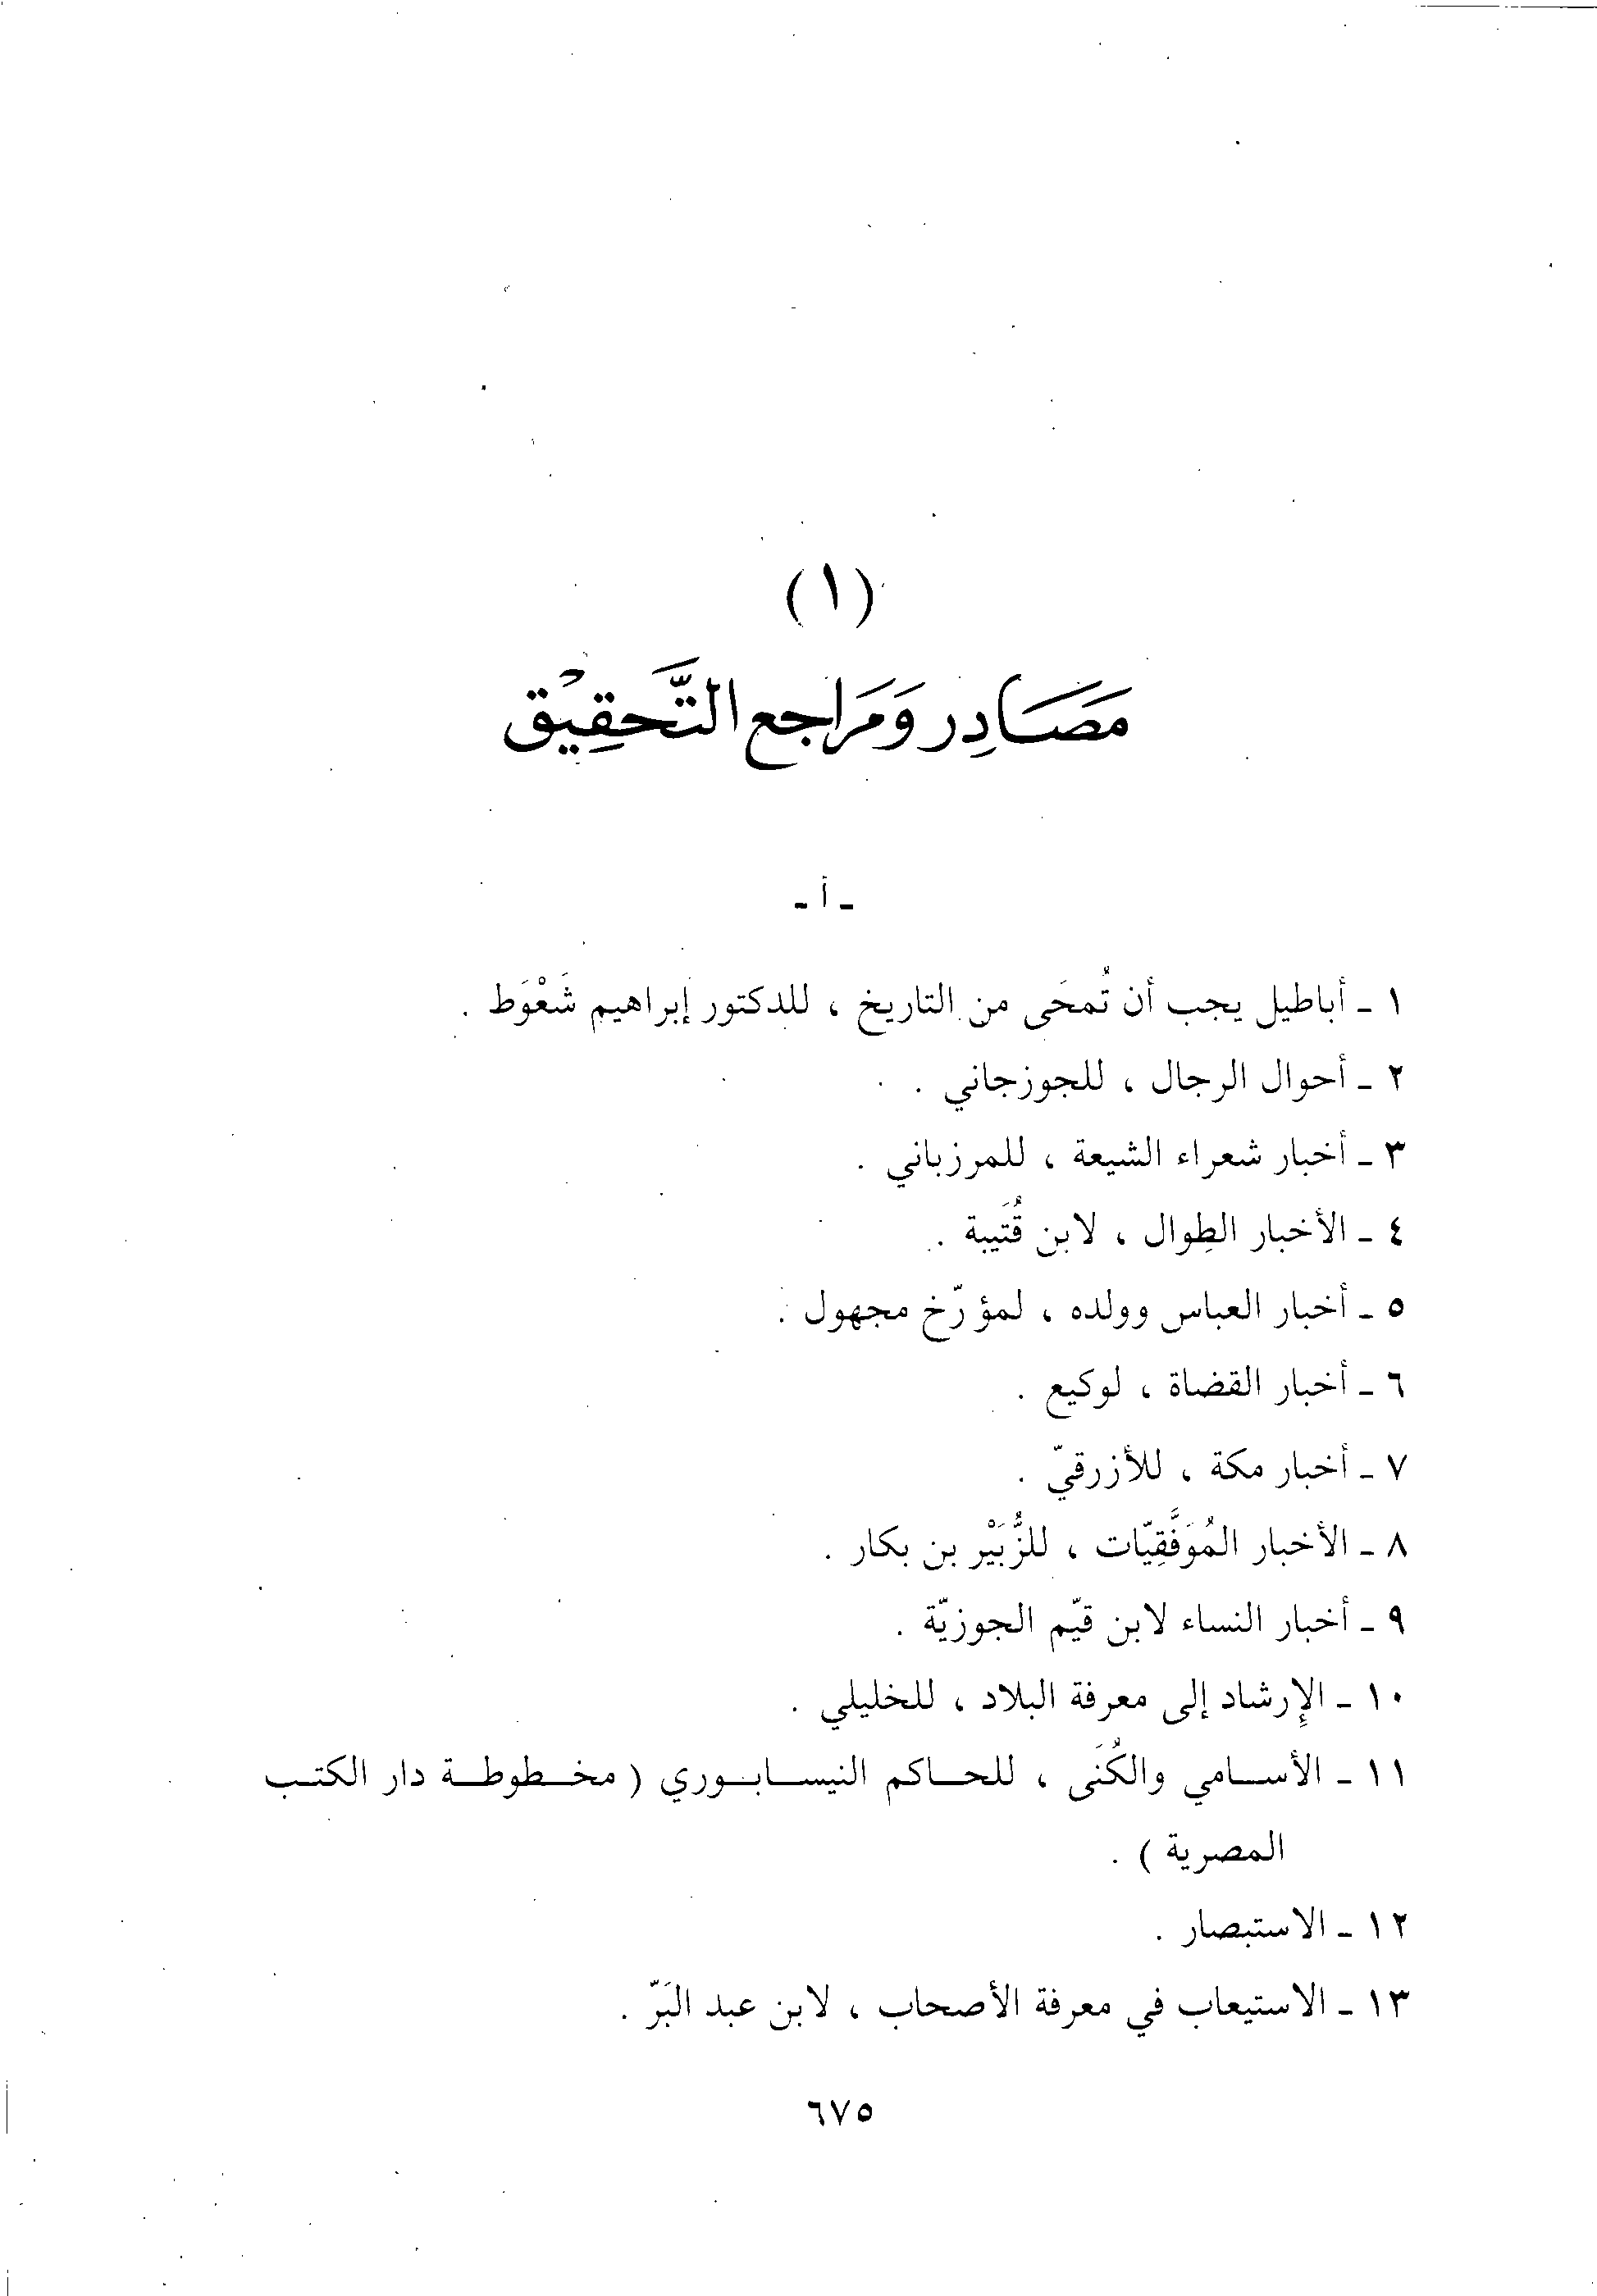 (١)
مَصَادِر وَمَرَاجع التَّحقِيْق
- أ -
١ - أباطيل يجب أن تُمحَى من التاريخ ، للدكتور إبراهيم شَعْوَط .
٢ - أحوال الرجال ، للجوزجاني .
٣ - أخبار شعراء الشيعة ، للمرزباني .
٤ - الأخبار الطِوال ، لابن قُتَيبة .
٥ - أخبار العباس وولده ، لمؤرّخ مجهول .
٦ - أخبار القضاة ، لوكيع .
٧ - أخبار مكة ، للأزرقيّ .
٨ - الأخبار المُوَفَّقِيّات ، للزُّبَيْر بن بكار .
٩ - أخبار النساء لابن قيّم الجوزيّة .
١٠ - الإِرشاد إلى معرفة البلاد ، للخليلي .
١١ - الأسامي والكُنَى ، للحاكم النيسابوري ( مخطوطة دار الكتب
المصرية ) .
١٢ - الاستبصار .
١٣ - الاستيعاب في معرفة الأصحاب ، لابن عبد البَرّ .
٦٧٥